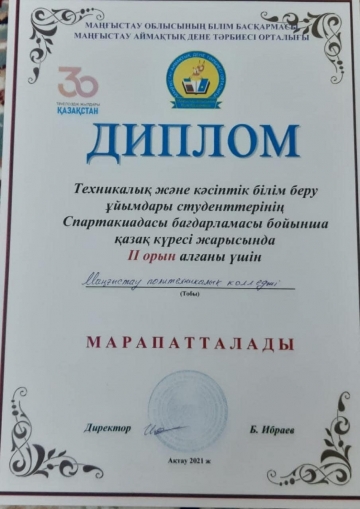 МАҢҒЫСТАУ ОБЛЫСЫНЫҢ БІЛІМ БАСҚАРМАСЫ
МАҢҒЫСТАУ АЙМАҚТЫҚ ДЕНЕ ТӘРБИЕСІ ОРТАЛЫҒЫ
30
ҚАЗАҚСТАН
ДИПЛОМ
Техникалық және кәсіптік білім беру
ұйымдары студенттерінің
Спартакиадасы бағдарламасы бойынша
қазақ күресі жарысында
II орын алғаны үшін
Маңғыстау политехникалық колледжі
(Тобы)
МАРАПАТТАЛАДЫ
Директор
Б. Ибраев
Ақтау 2021 ж